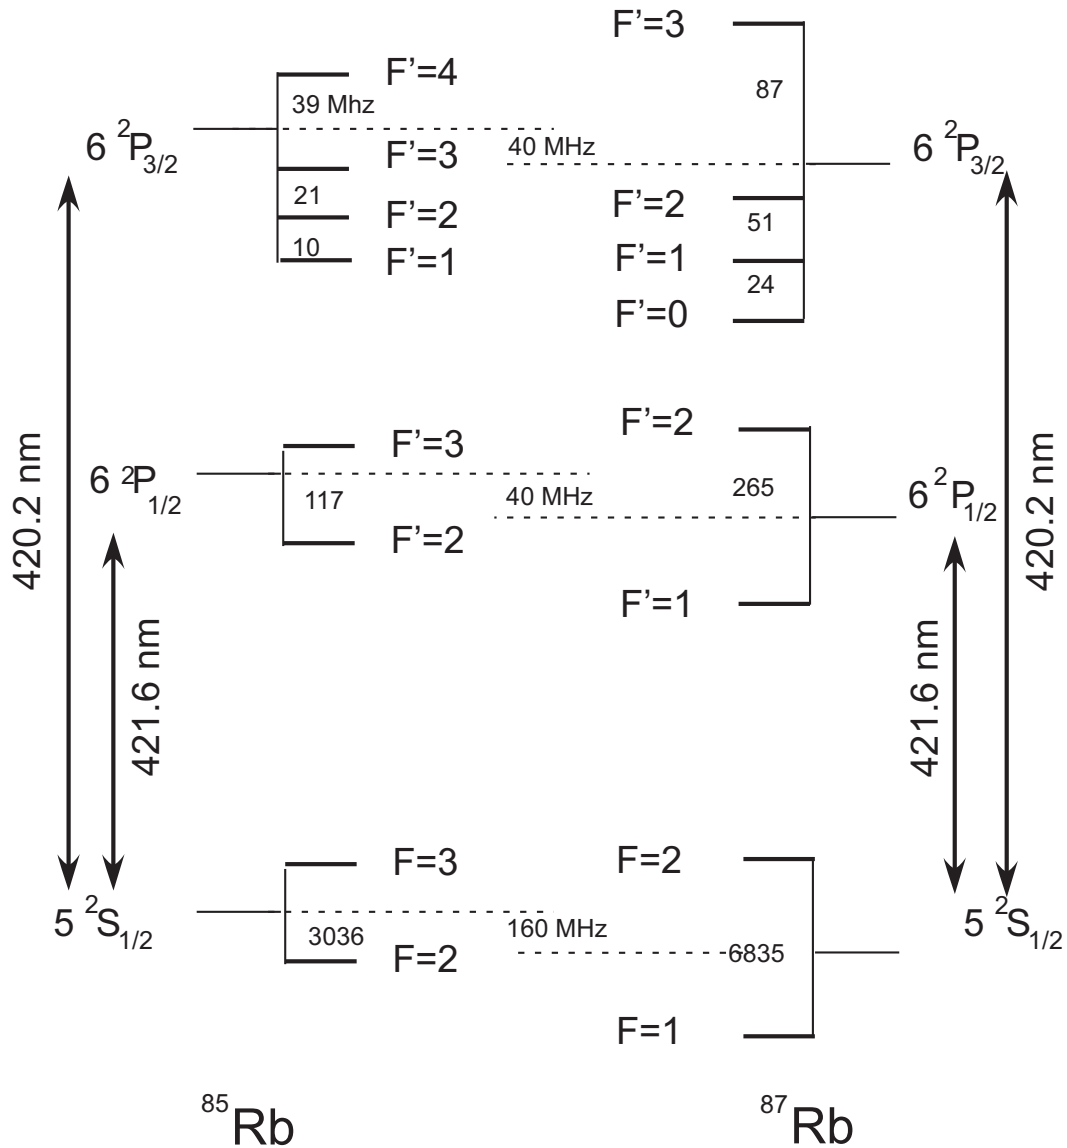 F'=3
F'=4
87
39 Mhz
6 ²P₃/₂
40 MHz
6 ²P₃/₂
F'=3
21
F'=2
F'=2
51
10
F'=1
F'=1
24
F'=0
F'=2
F'=3
6 ²P₁/₂
117
40 MHz
265
6 ²P₁/₂
420.2 nm
420.2 nm
F'=2
F'=1
421.6 nm
421.6 nm
F=3
F=2
5 ²S₁/₂
160 MHz
5 ²S₁/₂
3036
6835
F=2
F=1
⁸⁵Rb
⁸⁷Rb